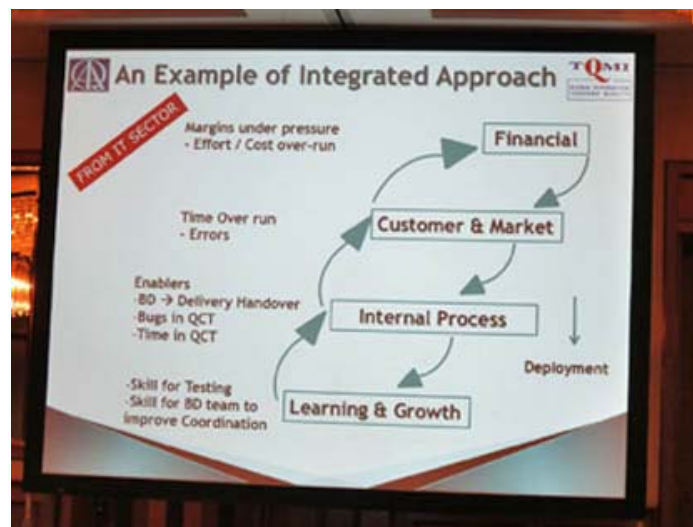 An Example of Integrated Approach
TQMI
FROM IT SECTOR
Margins under pressure
- Effort / Cost over-run
Financial
Time Over run
- Errors
Customer & Market
Enablers
-BD → Delivery Handover
-Bugs in QCT
-Time in QCT
Internal Process
Deployment
-Skill for Testing
-Skill for BD team to
improve Coordination
Learning & Growth